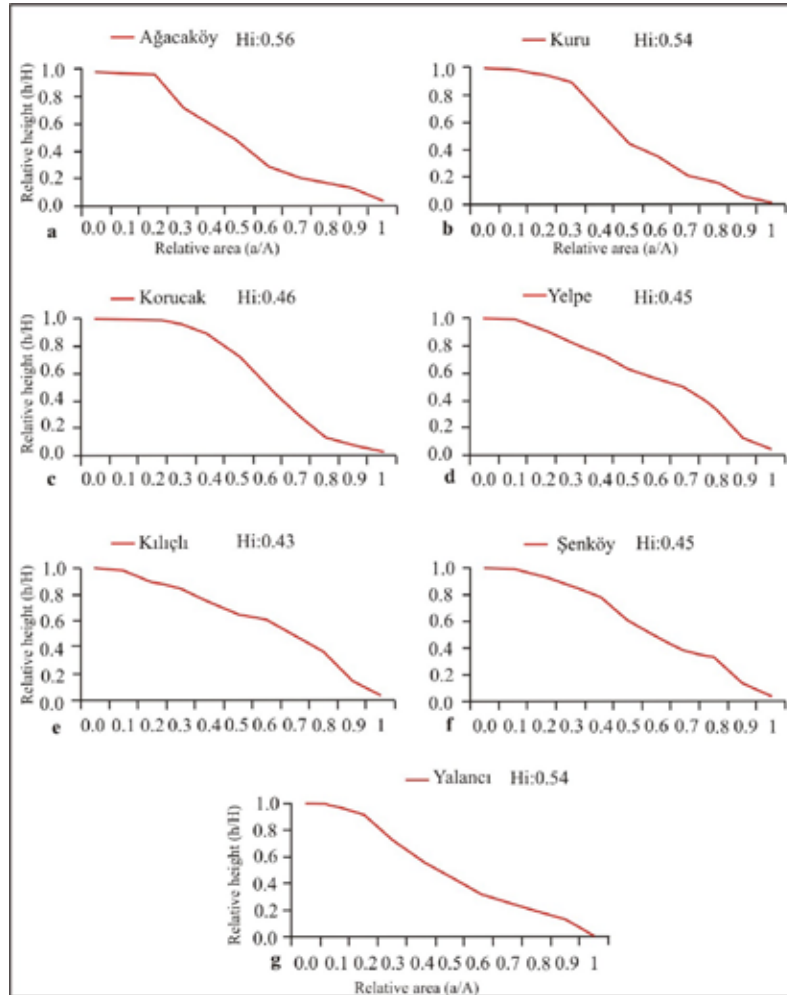 Ağacaköy Hi:0.56
Relative height (h/H)
1.0
0.8
0.6
0.4
0.2
0.0
0.0 0.1 0.2 0.3 0.4 0.5 0.6 0.7 0.8 0.9 1
a
Relative area (a/A)
Kuru Hi:0.54
1.0
0.8
0.6
0.4
0.2
0.0
0.0 0.1 0.2 0.3 0.4 0.5 0.6 0.7 0.8 0.9 1
b
Relative area (a/A)
Korucak Hi:0.46
Relative height (h/H)
1.0
0.8
0.6
0.4
0.2
0.0
0.0 0.1 0.2 0.3 0.4 0.5 0.6 0.7 0.8 0.9 1
c
Yelpe Hi:0.45
1.0
0.8
0.6
0.4
0.2
0.0
0.0 0.1 0.2 0.3 0.4 0.5 0.6 0.7 0.8 0.9 1
d
Kılıçlı Hi:0.43
Relative height (h/H)
1.0
0.8
0.6
0.4
0.2
0.0
0.0 0.1 0.2 0.3 0.4 0.5 0.6 0.7 0.8 0.9 1
e
Şenköy Hi:0.45
1.0
0.8
0.6
0.4
0.2
0.0
0.0 0.1 0.2 0.3 0.4 0.5 0.6 0.7 0.8 0.9 1
f
Yalancı Hi:0.54
Relative height (h/H)
1.0
0.8
0.6
0.4
0.2
0.0
0.0 0.1 0.2 0.3 0.4 0.5 0.6 0.7 0.8 0.9 1
g
Relative area (a/A)